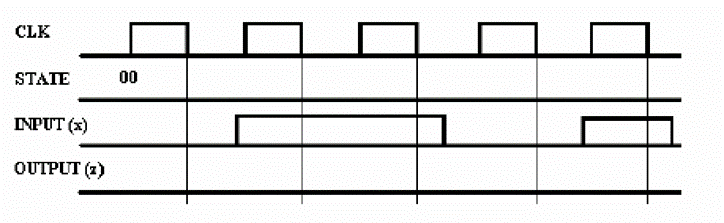 CLK
STATE 00
INPUT (x)
OUTPUT (z)